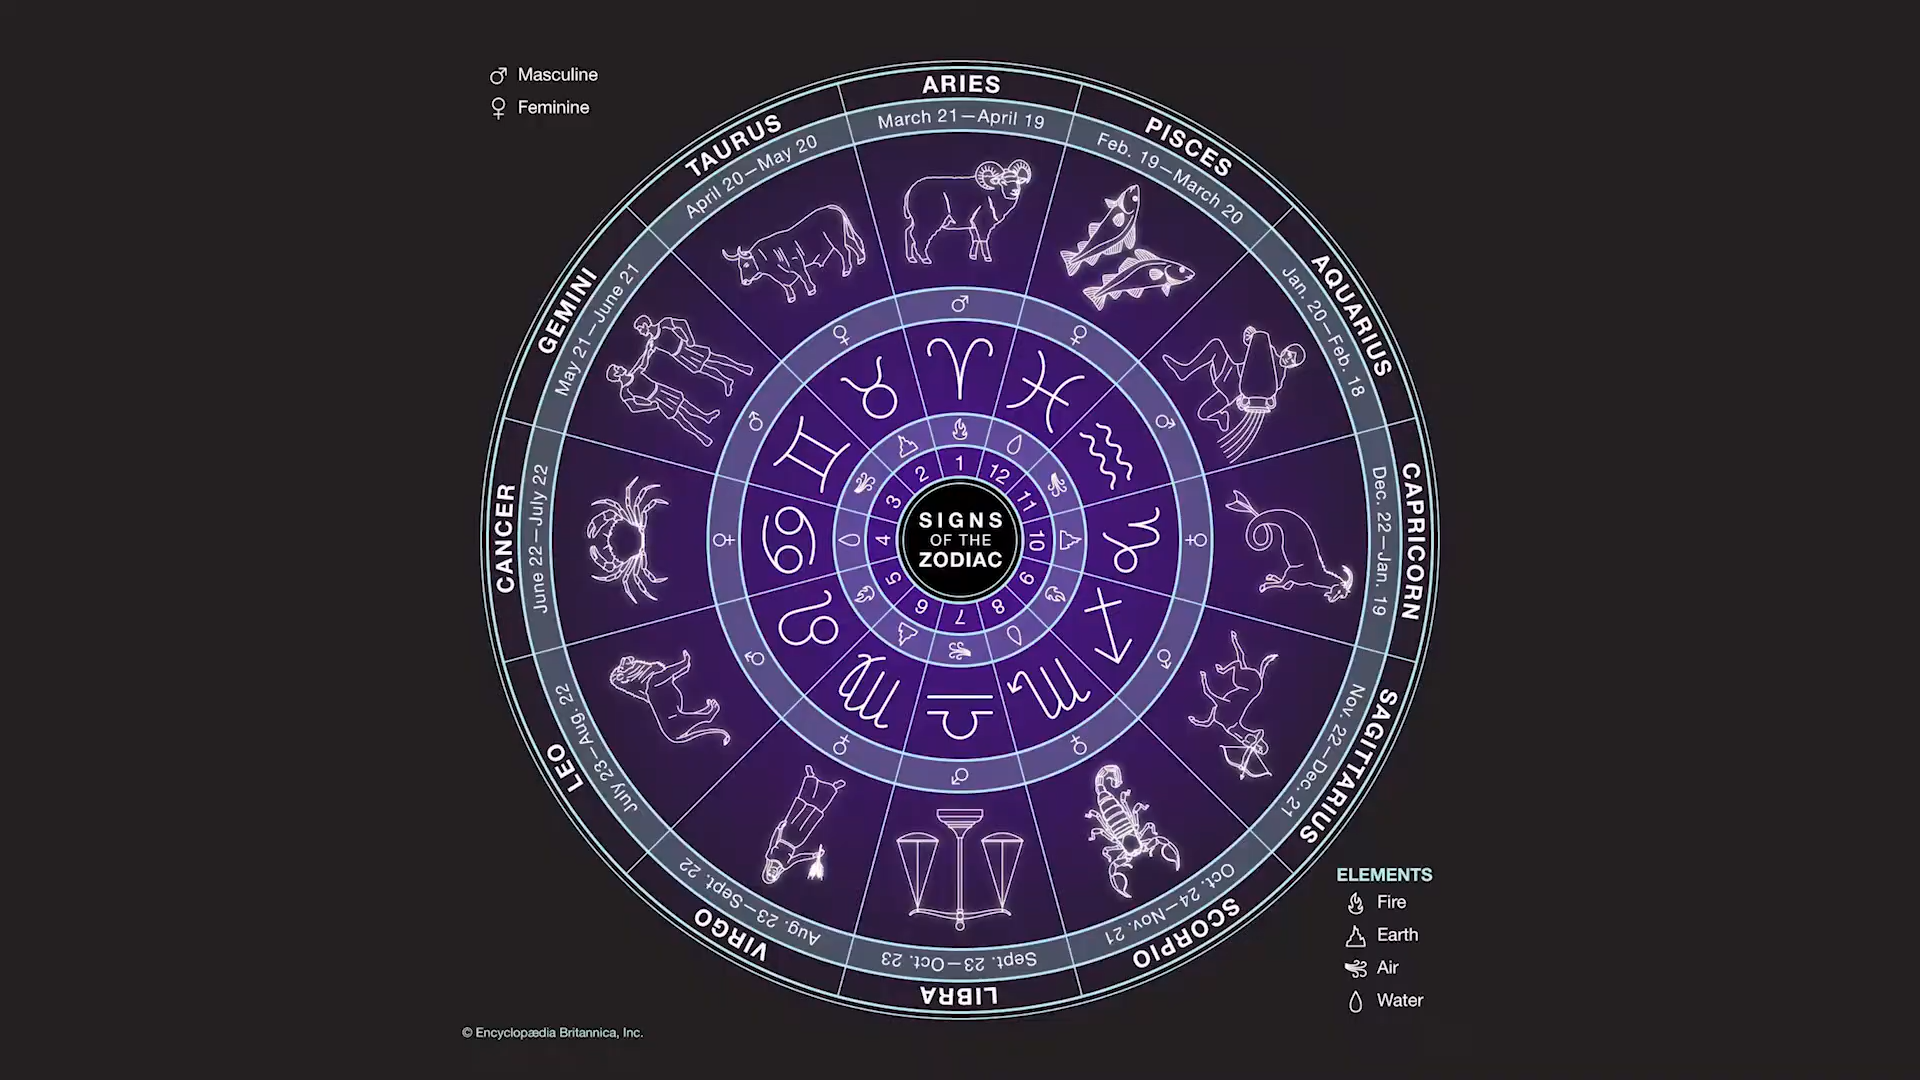 Masculine
Feminine
ARIES
March 21—April 19
PISCES
Feb. 19—March 20
AQUARIUS
Jan. 20—Feb. 18
CAPRICORN
Dec. 22—Jan. 19
SAGITTARIUS
Nov. 22—Dec. 21
SCORPIO
Oct. 24—Nov. 21
LIBRA
Sept. 23—Oct. 23
VIRGO
Aug. 23—Sept. 22
LEO
July 23—Aug. 22
CANCER
June 22—July 22
GEMINI
May 21—June 21
TAURUS
April 20—May 20
1
2
3
4
5
6
7
8
9
10
11
12
SIGNS
OF THE
ZODIAC
ELEMENTS
Fire
Earth
Air
Water
© Encyclopædia Britannica, Inc.